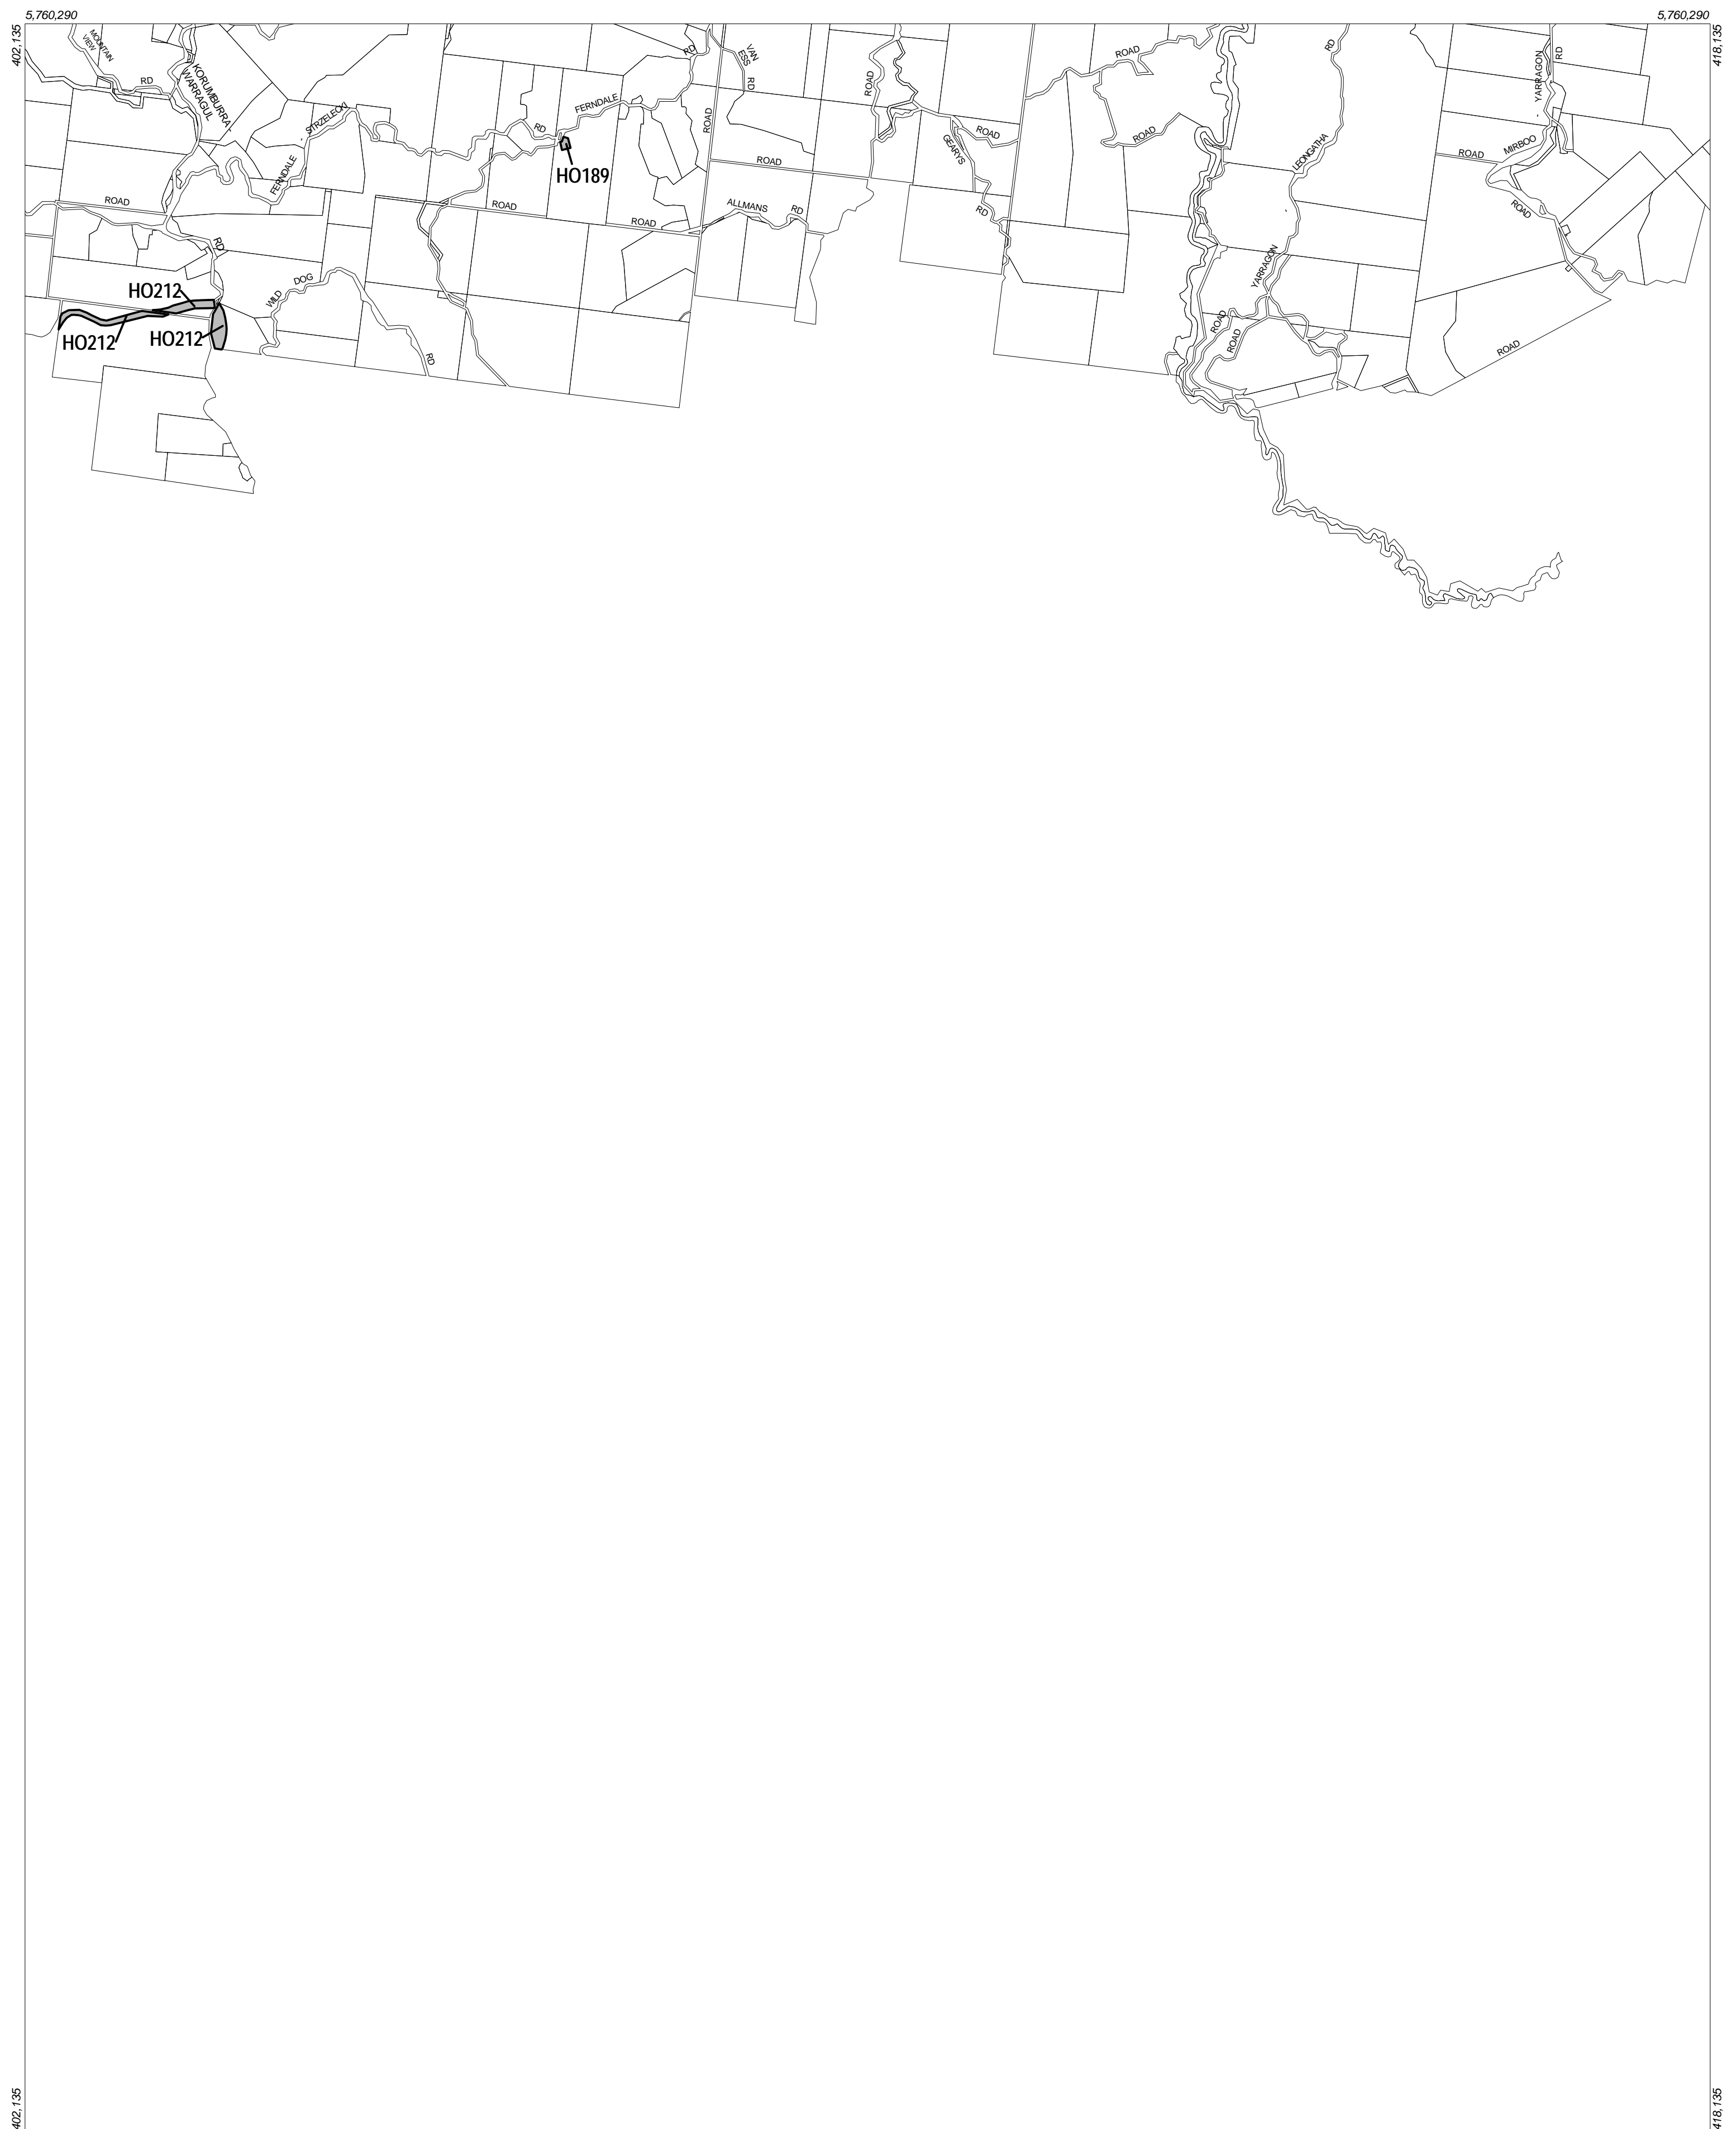 5,760,290
5,760,290
402,135
418,135
MOUNTAIN
VIEW
RD
KORUMBURRA-
WARRAGUL
STRZELECKI
-
FERNDALE
RD
FERNDALE
RD
VAN
ESS
RD
ROAD
ROAD
ROAD
GEARYS
ROAD
RD
ROAD
ROAD
RD
LEONGATHA
-
YARRAGON
YARRAGON
-
MIRBOO
RD
ROAD
ROAD
HO189
ROAD
ROAD
ROAD
ALLMANS
RD
RD
WILD
DOG
RD
HO212
HO212
HO212
ROAD
ROAD
ROAD
402,135
418,135